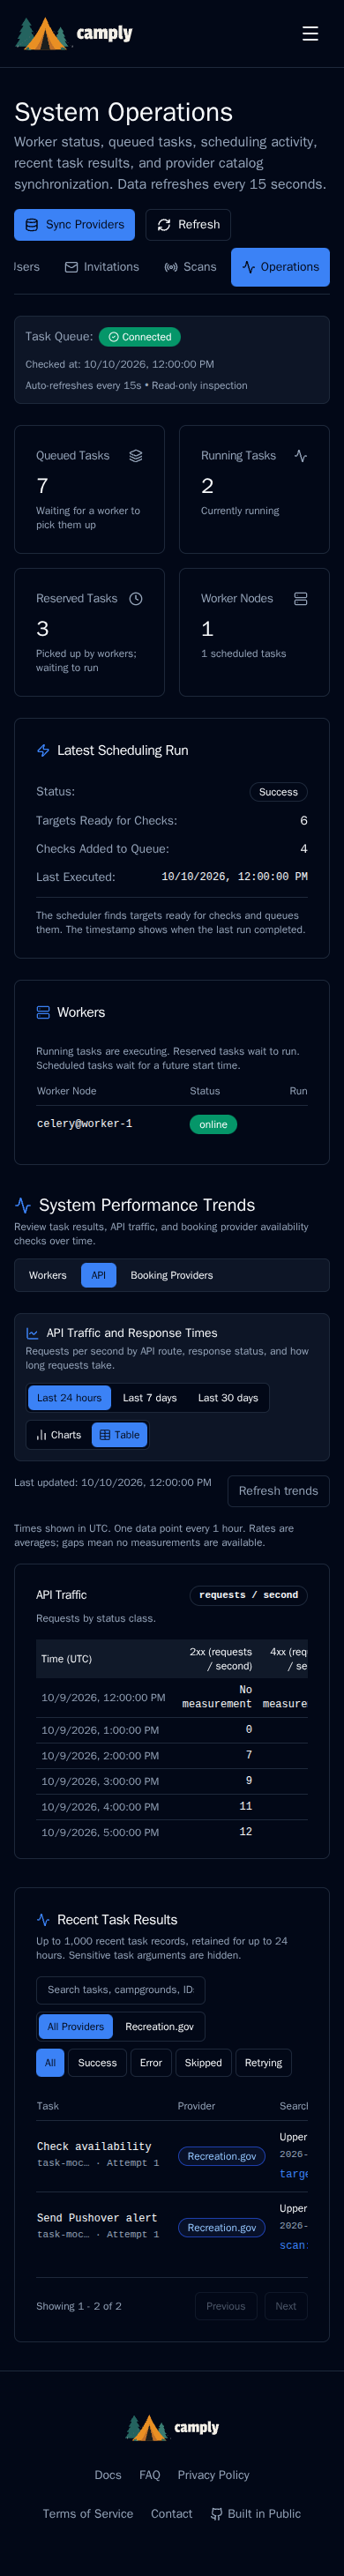 camply
System Operations
Worker status, queued tasks, scheduling activity,
recent task results, and provider catalog
synchronization. Data refreshes every 15 seconds.
Sync Providers
Refresh
Users
Invitations
Scans
Operations
Task Queue: Connected
Checked at: 10/10/2026, 12:00:00 PM
Auto-refreshes every 15s • Read-only inspection
Queued Tasks
7
Waiting for a worker to
pick them up
Running Tasks
2
Currently running
Reserved Tasks
3
Picked up by workers;
waiting to run
Worker Nodes
1
1 scheduled tasks
Latest Scheduling Run
Status: Success
Targets Ready for Checks: 6
Checks Added to Queue: 4
Last Executed: 10/10/2026, 12:00:00 PM
The scheduler finds targets ready for checks and queues
them. The timestamp shows when the last run completed.
Workers
Running tasks are executing. Reserved tasks wait to run.
Scheduled tasks wait for a future start time.
Worker Node Status Run
celery@worker-1 online
System Performance Trends
Review task results, API traffic, and booking provider availability
checks over time.
Workers API Booking Providers
API Traffic and Response Times
Requests per second by API route, response status, and how
long requests take.
Last 24 hours Last 7 days Last 30 days
Charts Table
Last updated: 10/10/2026, 12:00:00 PM
Refresh trends
Times shown in UTC. One data point every 1 hour. Rates are
averages; gaps mean no measurements are available.
API Traffic requests / second
Requests by status class.
Time (UTC) 2xx (requests / second) 4xx (req / se
10/9/2026, 12:00:00 PM No measurement measurem
10/9/2026, 1:00:00 PM 0
10/9/2026, 2:00:00 PM 7
10/9/2026, 3:00:00 PM 9
10/9/2026, 4:00:00 PM 11
10/9/2026, 5:00:00 PM 12
Recent Task Results
Up to 1,000 recent task records, retained for up to 24
hours. Sensitive task arguments are hidden.
Search tasks, campgrounds, ID
All Providers Recreation.gov
All Success Error Skipped Retrying
Task Provider Search
Check availability
task-moc… · Attempt 1
Recreation.gov
Upper
2026-
targe
Send Pushover alert
task-moc… · Attempt 1
Recreation.gov
Upper
2026-
scan:
Showing 1 - 2 of 2
Previous
Next
camply
Docs FAQ Privacy Policy
Terms of Service Contact Built in Public